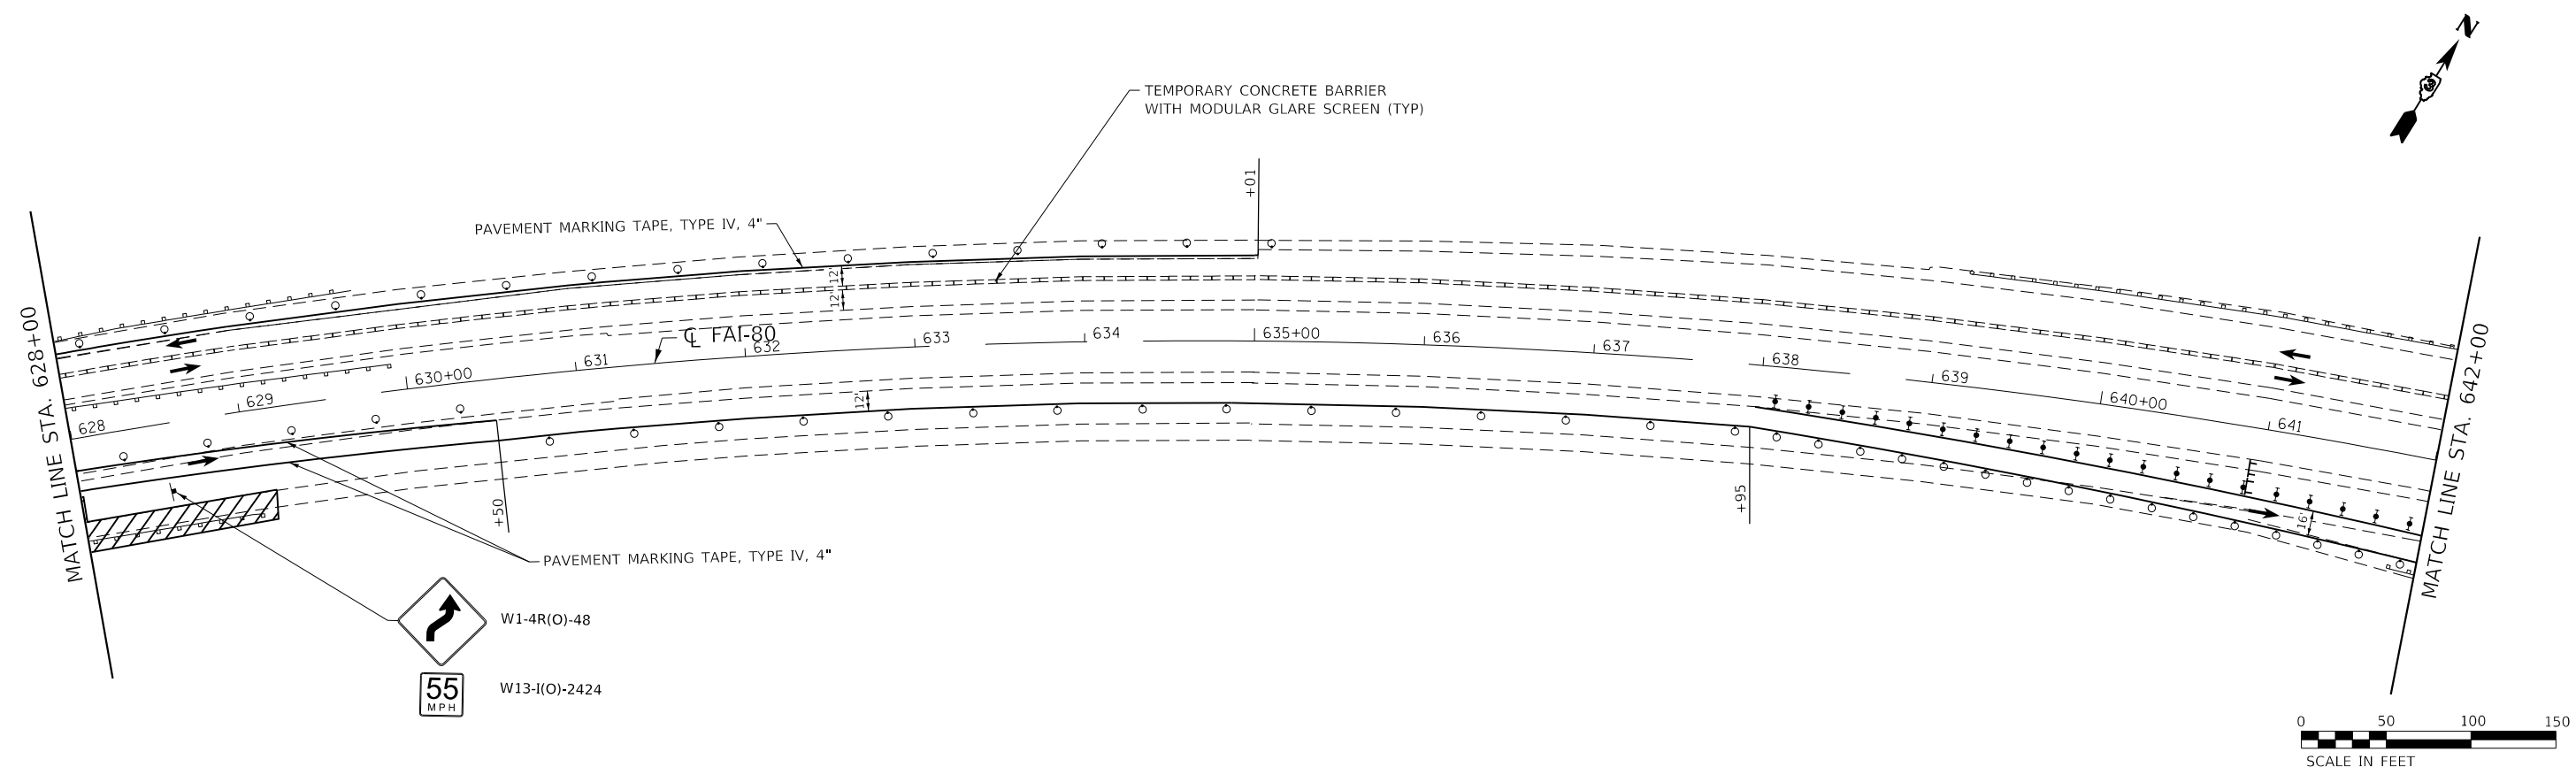 N
3
TEMPORARY CONCRETE BARRIER
WITH MODULAR GLARE SCREEN (TYP)
+01
PAVEMENT MARKING TAPE, TYPE IV, 4"
12'
12'
℄ FAI-80
MATCH LINE STA. 628+00
628
629
630+00
631
632
633
634
635+00
636
637
638
639
640+00
641
MATCH LINE STA. 642+00
12'
+50
+95
16'
PAVEMENT MARKING TAPE, TYPE IV, 4"
W1-4R(O)-48
55
MPH
W13-I(O)-2424
0 50 100 150
SCALE IN FEET